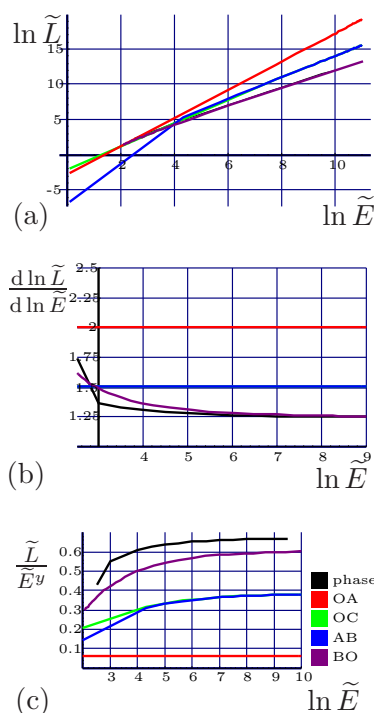 ln L̃
15
10
5
-5
2 4 6 8 10
(a)
ln Ẽ
d ln L̃ / d ln Ẽ
2.5
2.25
2
1.75
1.5
1.25
4 5 6 7 8 9
(b)
ln Ẽ
L̃ / Ẽ^y
0.6
0.5
0.4
0.3
0.2
0.1
3 4 5 6 7 8 9 10
phase
OA
OC
AB
BO
(c)
ln Ẽ